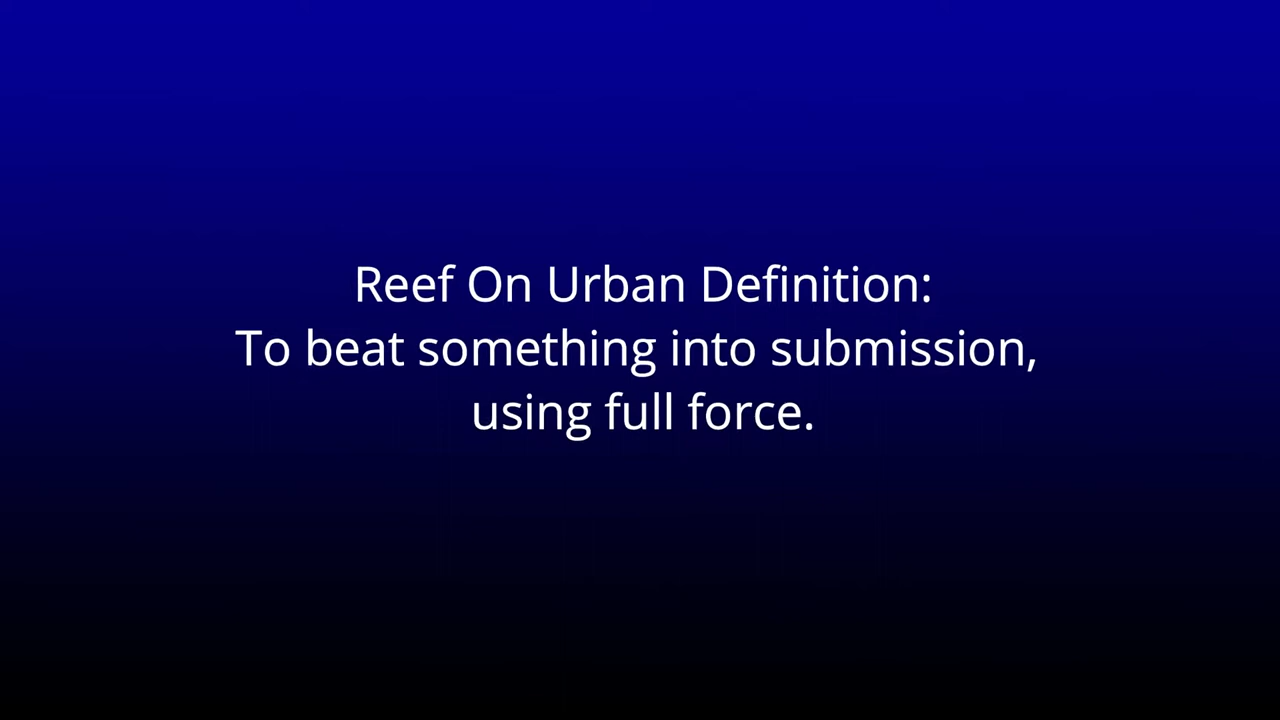 Reef On Urban Definition:
To beat something into submission,
using full force.